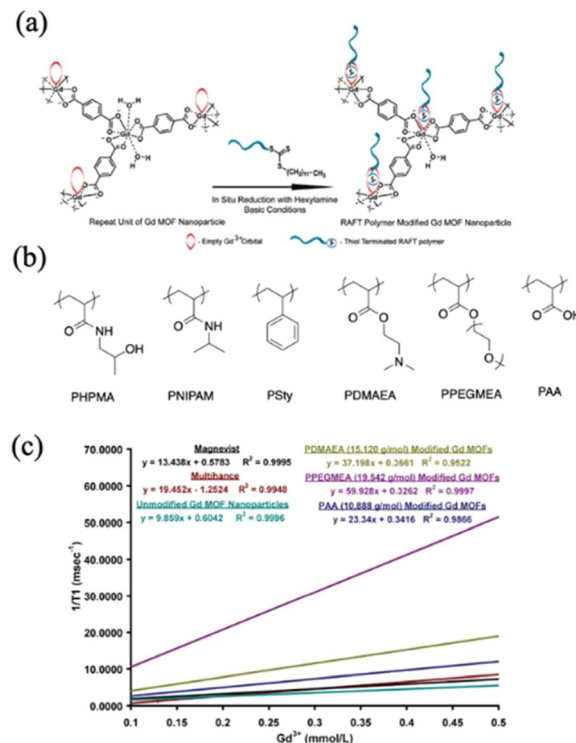 (a)
Repeat Unit of Gd MOF Nanoparticle
In Situ Reduction with Hexylamine
Basic Conditions
RAFT Polymer Modified Gd MOF Nanoparticle
- Empty Gd3+Orbital
- Thiol Terminated RAFT polymer
(b)
PHPMA
PNIPAM
PSty
PDMAEA
PPEGMEA
PAA
(c)
Magnevist
y = 13.438x + 0.5783 R2 = 0.9995
Multihance
y = 19.452x - 1.2524 R2 = 0.9948
Unmodified Gd MOF Nanoparticles
y = 9.859x + 0.6042 R2 = 0.9996
PDMAEA (15,120 g/mol) Modified Gd MOFs
y = 37.198x + 0.3661 R2 = 0.9522
PPEGMEA (19,542 g/mol) Modified Gd MOFs
y = 59.928x + 0.3262 R2 = 0.9997
PAA (10,888 g/mol) Modified Gd MOFs
y = 23.34x + 0.3416 R2 = 0.9866
1/T1 (msec-1)
70.0000
60.0000
50.0000
40.0000
30.0000
20.0000
10.0000
0.0000
0.1
0.15
0.2
0.25
0.3
0.35
0.4
0.45
0.5
Gd3+ (mmol/L)